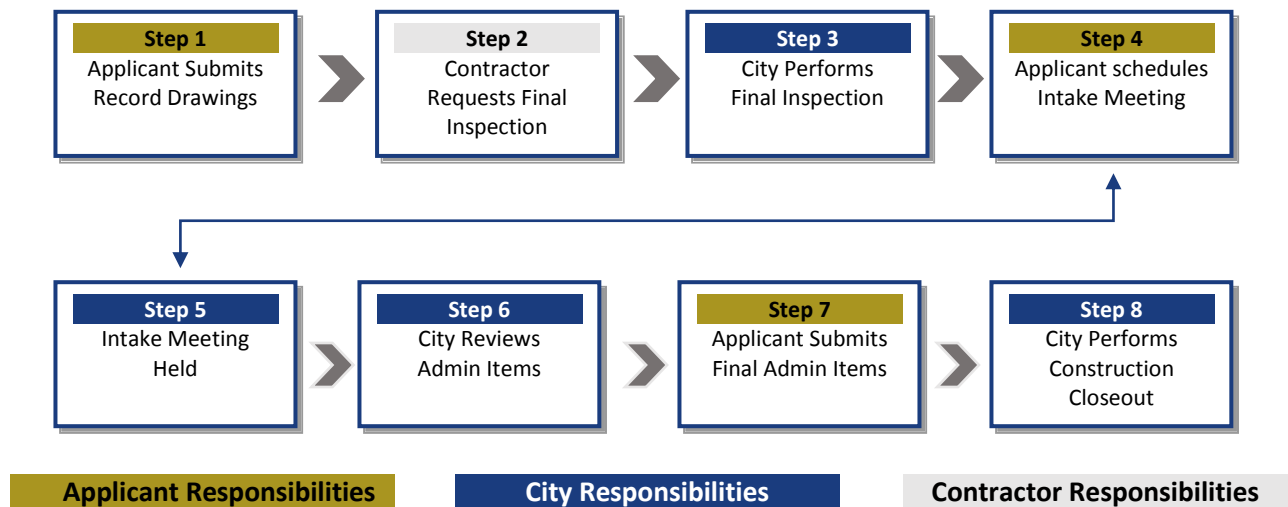 Step 1
Applicant Submits
Record Drawings
Step 2
Contractor
Requests Final
Inspection
Step 3
City Performs
Final Inspection
Step 4
Applicant schedules
Intake Meeting
Step 5
Intake Meeting
Held
Step 6
City Reviews
Admin Items
Step 7
Applicant Submits
Final Admin Items
Step 8
City Performs
Construction
Closeout
Applicant Responsibilities
City Responsibilities
Contractor Responsibilities